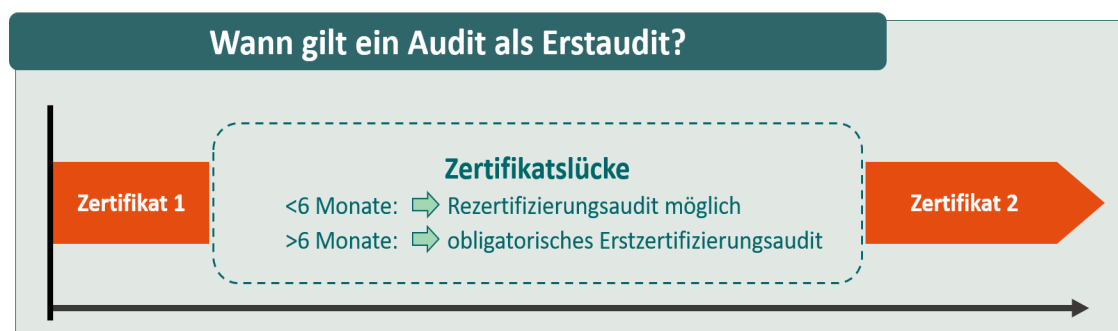 Wann gilt ein Audit als Erstaudit?
Zertifikat 1
Zertifikatslücke
<6 Monate: Rezertifizierungsaudit möglich
>6 Monate: obligatorisches Erstzertifizierungsaudit
Zertifikat 2